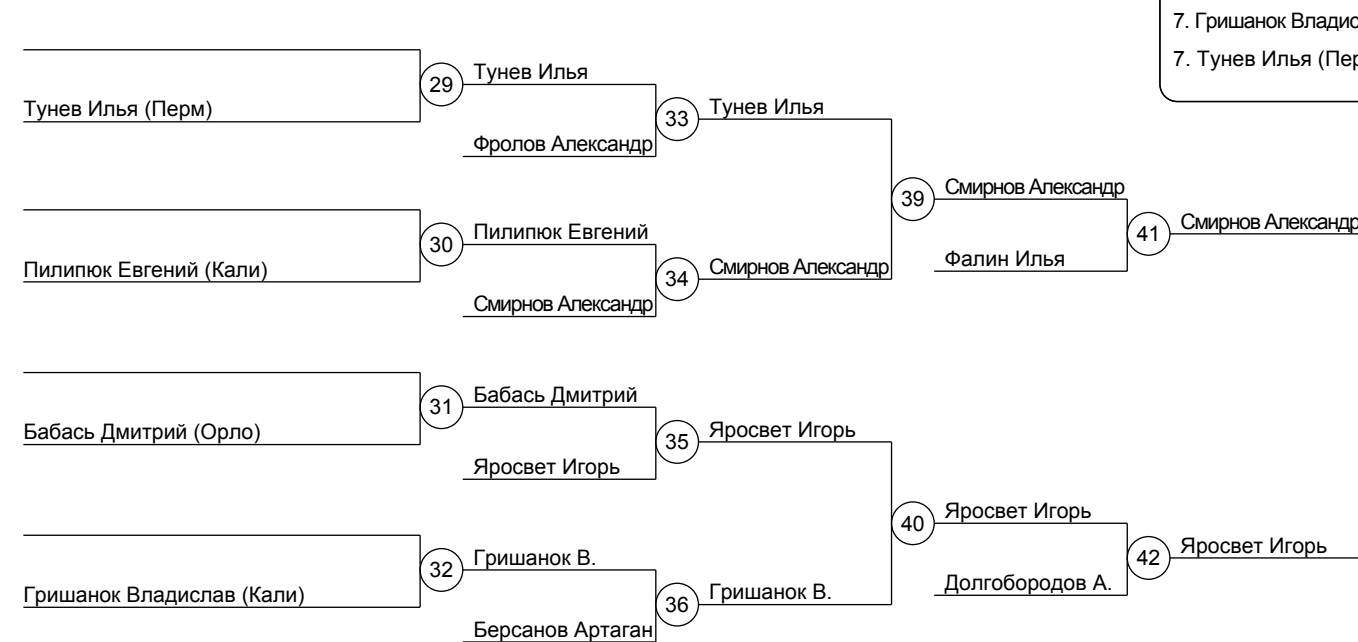 7. Гришанок
7. Тунев Илья
29
Тунев Илья
Тунев Илья (Перм)
33
Тунев Илья
Фролов Александр
39
Смирнов Александр
30
Пилипюк Евгений
41
Смирнов Александр
Пилипюк Евгений (Кали)
34
Смирнов Александр
Фалин Илья
Смирнов Александр
31
Бабась Дмитрий
Бабась Дмитрий (Орло)
35
Яросвет Игорь
Яросвет Игорь
40
Яросвет Игорь
32
Гришанок В.
42
Яросвет Игорь
Гришанок Владислав (Кали)
36
Гришанок В.
Долгобородов А.
Берсанов Артаган